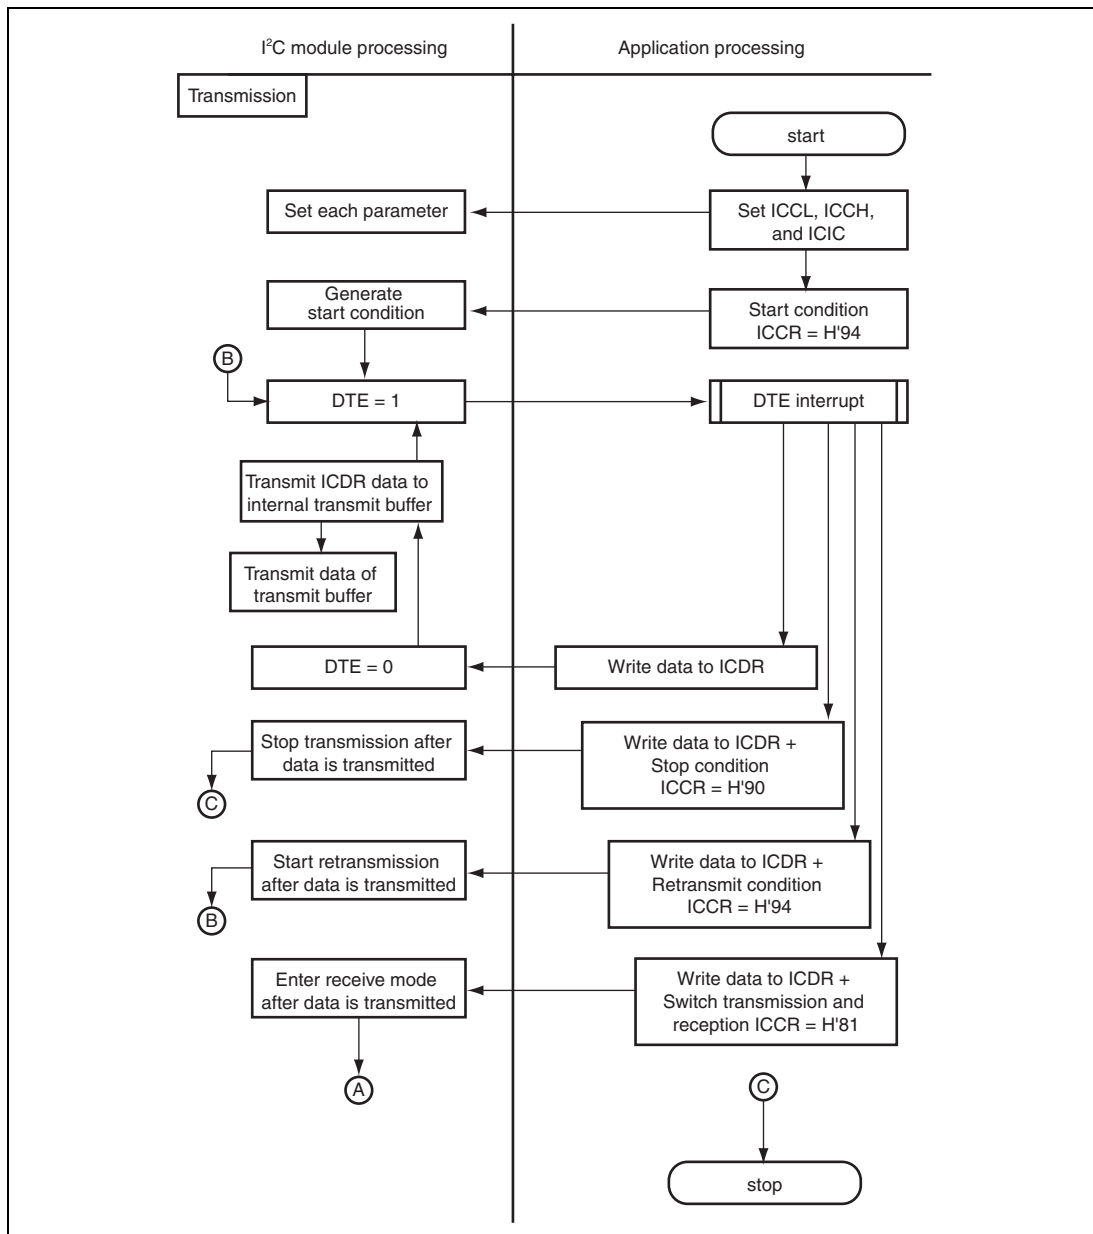 I²C module processing
Application processing
Transmission
start
Set each parameter
Set ICCL, ICCH,
and ICIC
Generate
start condition
Start condition
ICCR = H'94
B
DTE = 1
DTE interrupt
Transmit ICDR data to
internal transmit buffer
Transmit data of
transmit buffer
DTE = 0
Write data to ICDR
Stop transmission after
data is transmitted
Write data to ICDR +
Stop condition
ICCR = H'90
C
Start retransmission
after data is transmitted
Write data to ICDR +
Retransmit condition
ICCR = H'94
B
Enter receive mode
after data is transmitted
Write data to ICDR +
Switch transmission and
reception ICCR = H'81
A
C
stop